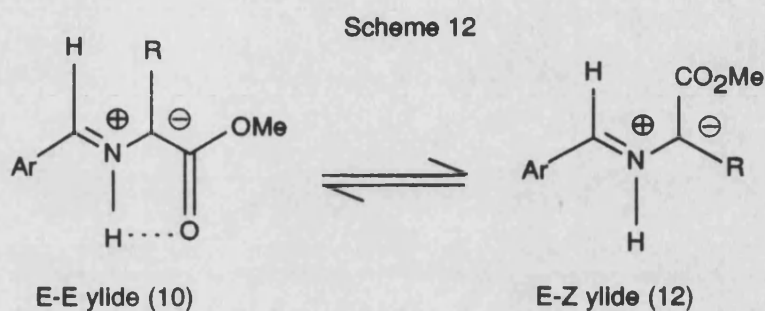 Scheme 12
H
R
⊕
⊖
OMe
Ar
N
H
O
E-E ylide (10)
H
CO₂Me
⊕
⊖
Ar
N
R
H
E-Z ylide (12)